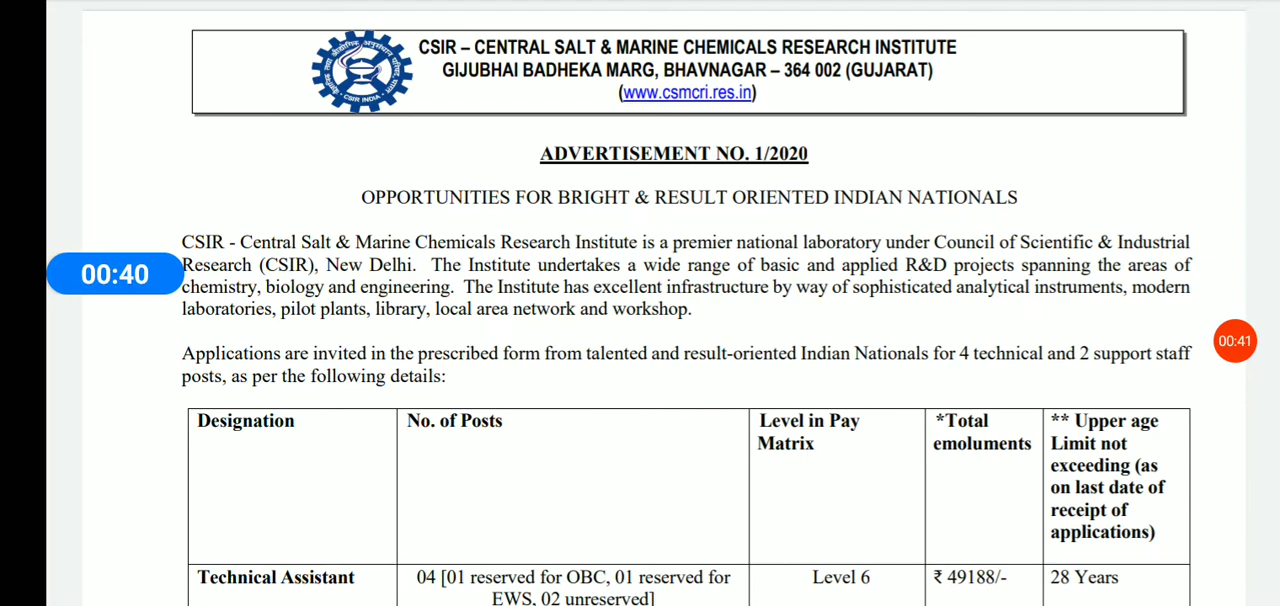 CSIR – CENTRAL SALT & MARINE CHEMICALS RESEARCH INSTITUTE
GIJUBHAI BADHEKA MARG, BHAVNAGAR – 364 002 (GUJARAT)
(www.csmcri.res.in)
CSIR INDIA
ADVERTISEMENT NO. 1/2020
OPPORTUNITIES FOR BRIGHT & RESULT ORIENTED INDIAN NATIONALS
CSIR - Central Salt & Marine Chemicals Research Institute is a premier national laboratory under Council of Scientific & Industrial
Research (CSIR), New Delhi. The Institute undertakes a wide range of basic and applied R&D projects spanning the areas of
chemistry, biology and engineering. The Institute has excellent infrastructure by way of sophisticated analytical instruments, modern
laboratories, pilot plants, library, local area network and workshop.
00:40
Applications are invited in the prescribed form from talented and result-oriented Indian Nationals for 4 technical and 2 support staff
posts, as per the following details:
00:41
Designation
No. of Posts
Level in Pay
Matrix
*Total
emoluments
** Upper age
Limit not
exceeding (as
on last date of
receipt of
applications)
Technical Assistant
04 [01 reserved for OBC, 01 reserved for
EWS, 02 unreserved]
Level 6
₹ 49188/-
28 Years